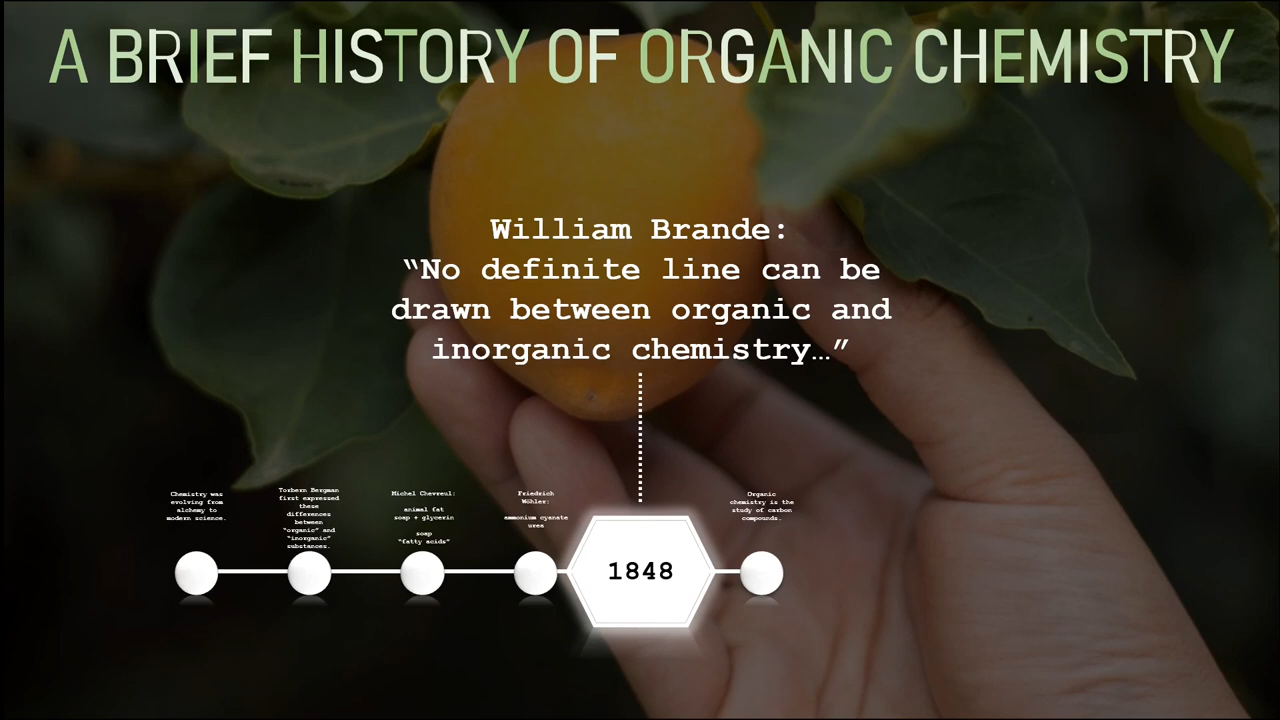 A BRIEF HISTORY OF ORGANIC CHEMISTRY
William Brande:
“No definite line can be
drawn between organic and
inorganic chemistry…”
Chemistry was
evolving from
alchemy to
modern science.
Torbern Bergman
first expressed
these
differences
between
“organic” and
“inorganic”
substances.
Michel Chevreul:
animal fat
soap + glycerin
soap
“fatty acids”
Friedrich
Wöhler:
ammonium cyanate
urea
1848
Organic
chemistry is the
study of carbon
compounds.